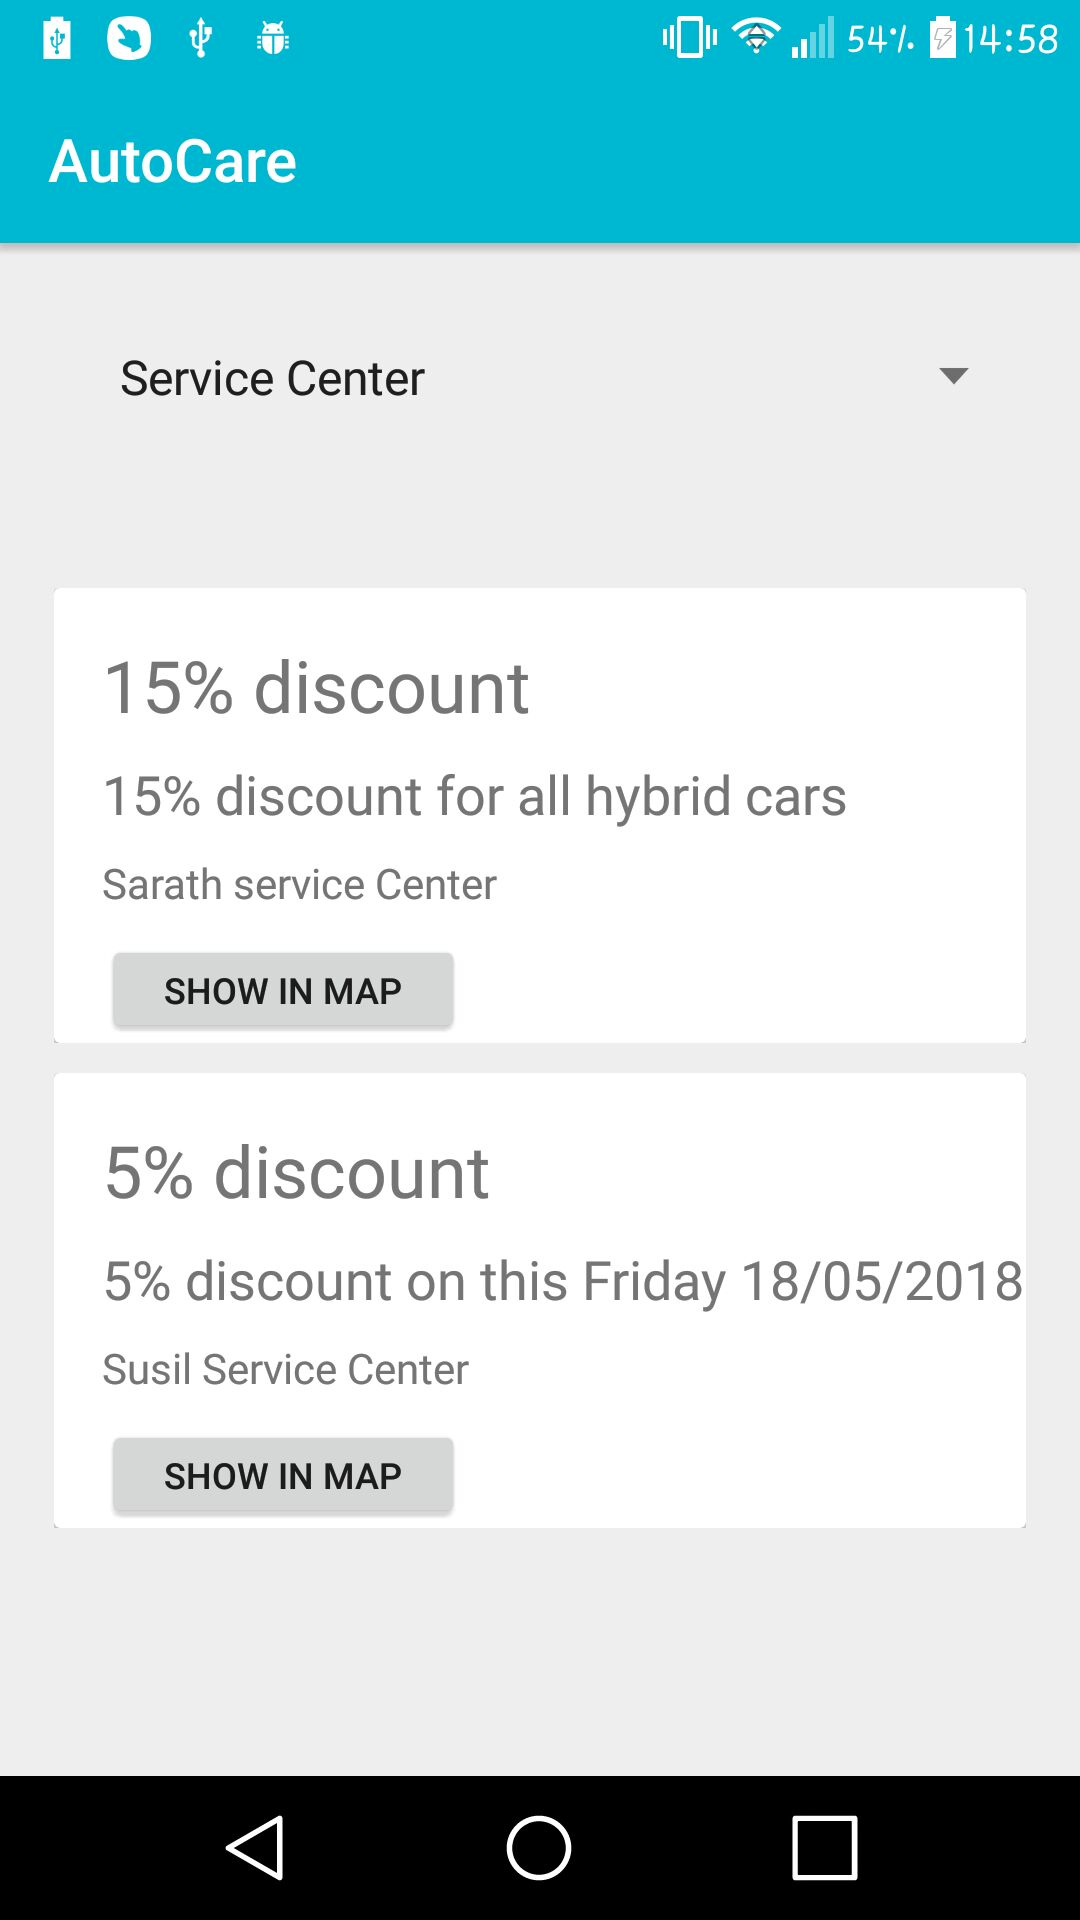 54% 14:58
AutoCare
Service Center
15% discount
15% discount for all hybrid cars
Sarath service Center
SHOW IN MAP
5% discount
5% discount on this Friday 18/05/2018
Susil Service Center
SHOW IN MAP